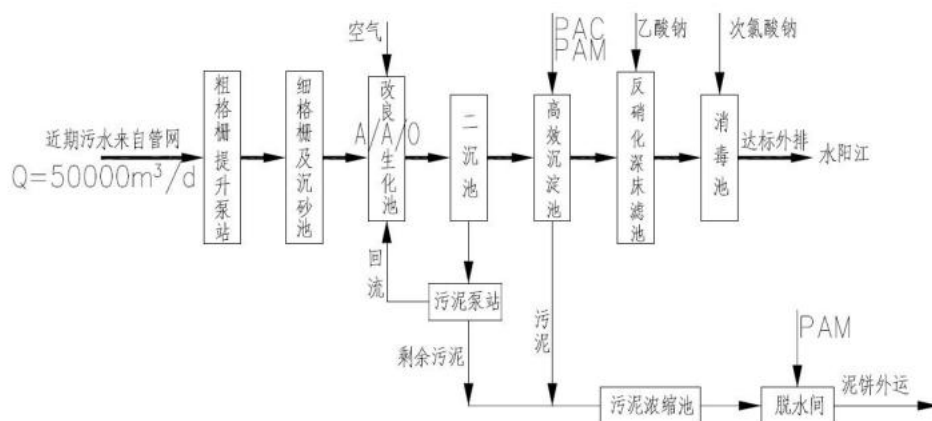 空气
PAC
PAM
乙酸钠
次氯酸钠
近期污水来自管网
Q=50000m³/d
粗格栅提升泵站
细格栅及沉砂池
改良A/A/O生化池
二沉池
高效沉淀池
反硝化深床滤池
消毒池
达标外排
水阳江
回流
污泥泵站
污泥
剩余污泥
PAM
污泥浓缩池
脱水间
泥饼外运